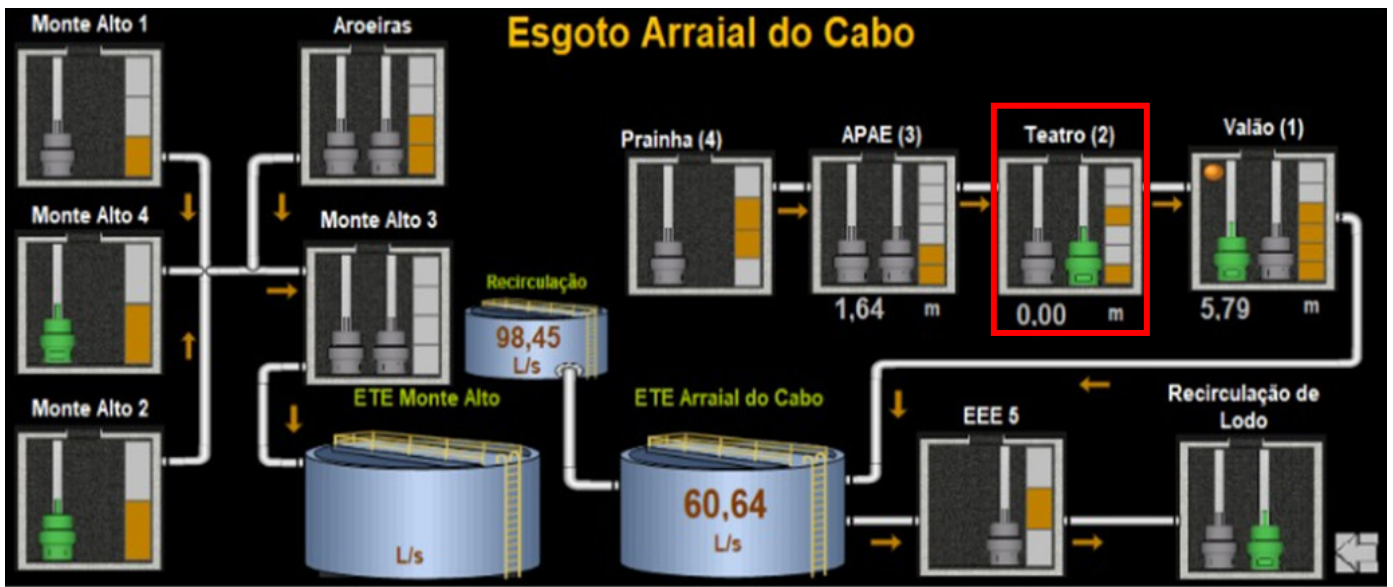 Esgoto Arraial do Cabo
Monte Alto 1
Aroeiras
Prainha (4)
APAE (3)
Teatro (2)
Valão (1)
Monte Alto 4
Monte Alto 3
1,64 m
0,00 m
5,79 m
Recirculação
98,45
L/s
Monte Alto 2
ETE Monte Alto
L/s
ETE Arraial do Cabo
60,64
L/s
EEE 5
Recirculação de
Lodo